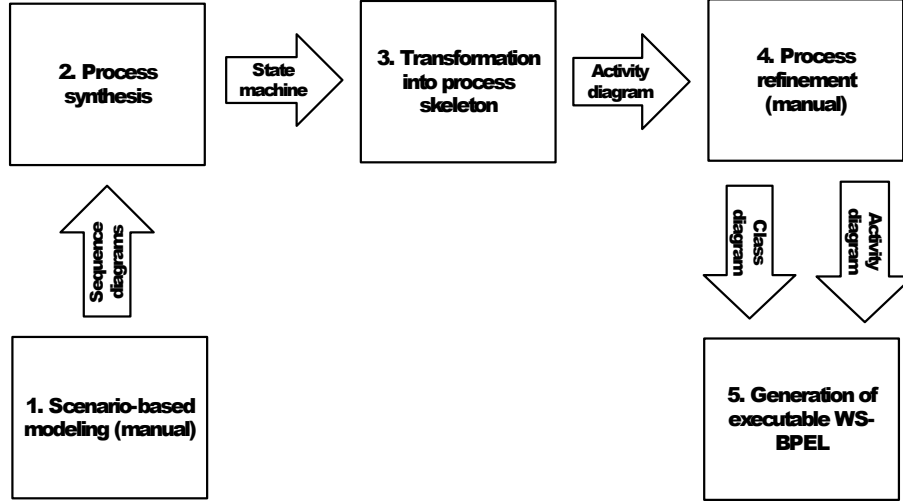 2. Process
synthesis
State
machine
3. Transformation
into process
skeleton
Activity
diagram
4. Process
refinement
(manual)
Sequence
diagrams
Class
diagram
Activity
diagram
1. Scenario-based
modeling (manual)
5. Generation of
executable WS-
BPEL